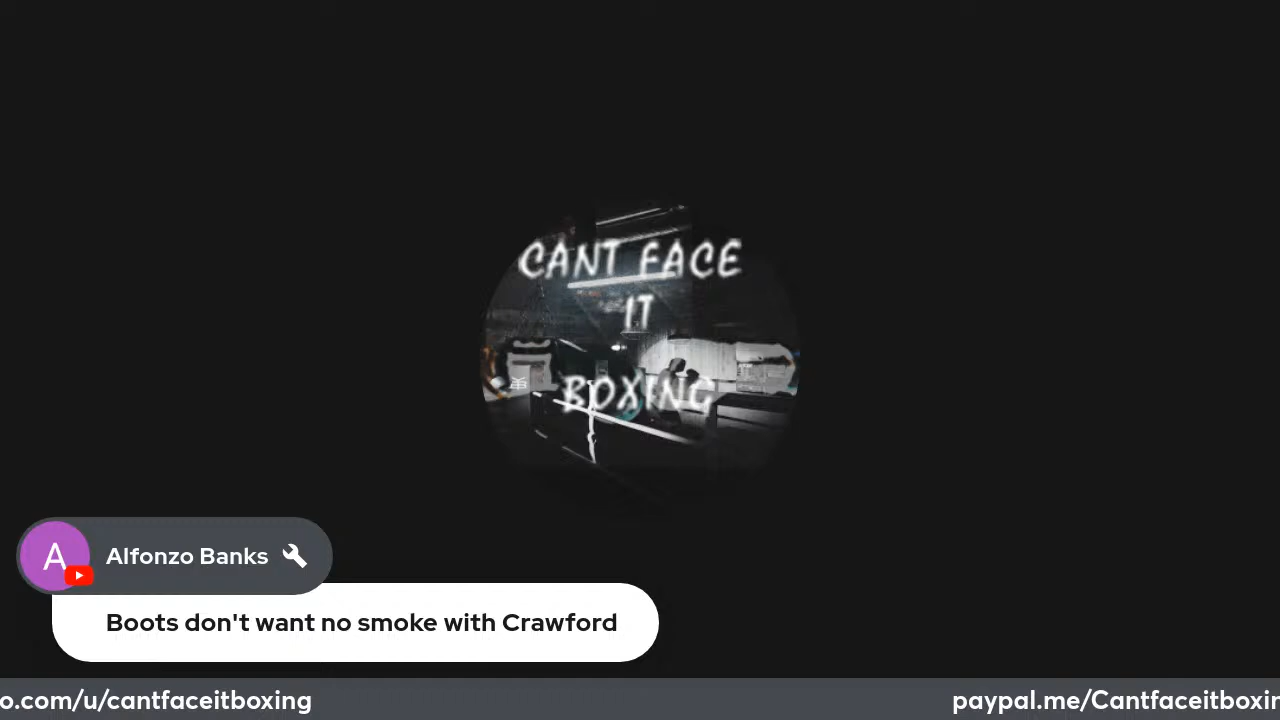 CANT FACE
IT
BOXING
A
Alfonzo Banks
Boots don't want no smoke with Crawford
o.com/u/cantfaceitboxing
paypal.me/Cantfaceitboxin